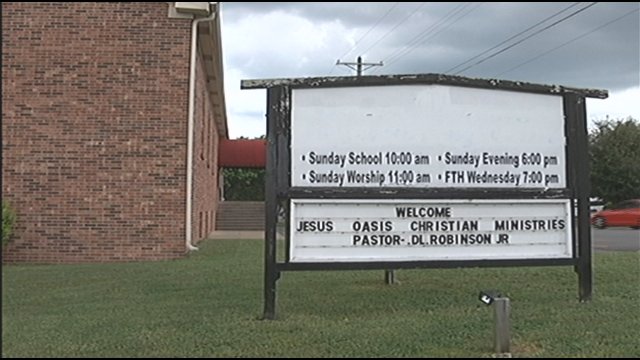 • Sunday School 10:00 am • Sunday Evening 6:00 pm
• Sunday Worship 11:00 am • FTH Wednesday 7:00 pm
WELCOME
JESUS OASIS CHRISTIAN MINISTRIES
PASTOR-.DL.ROBINSON JR